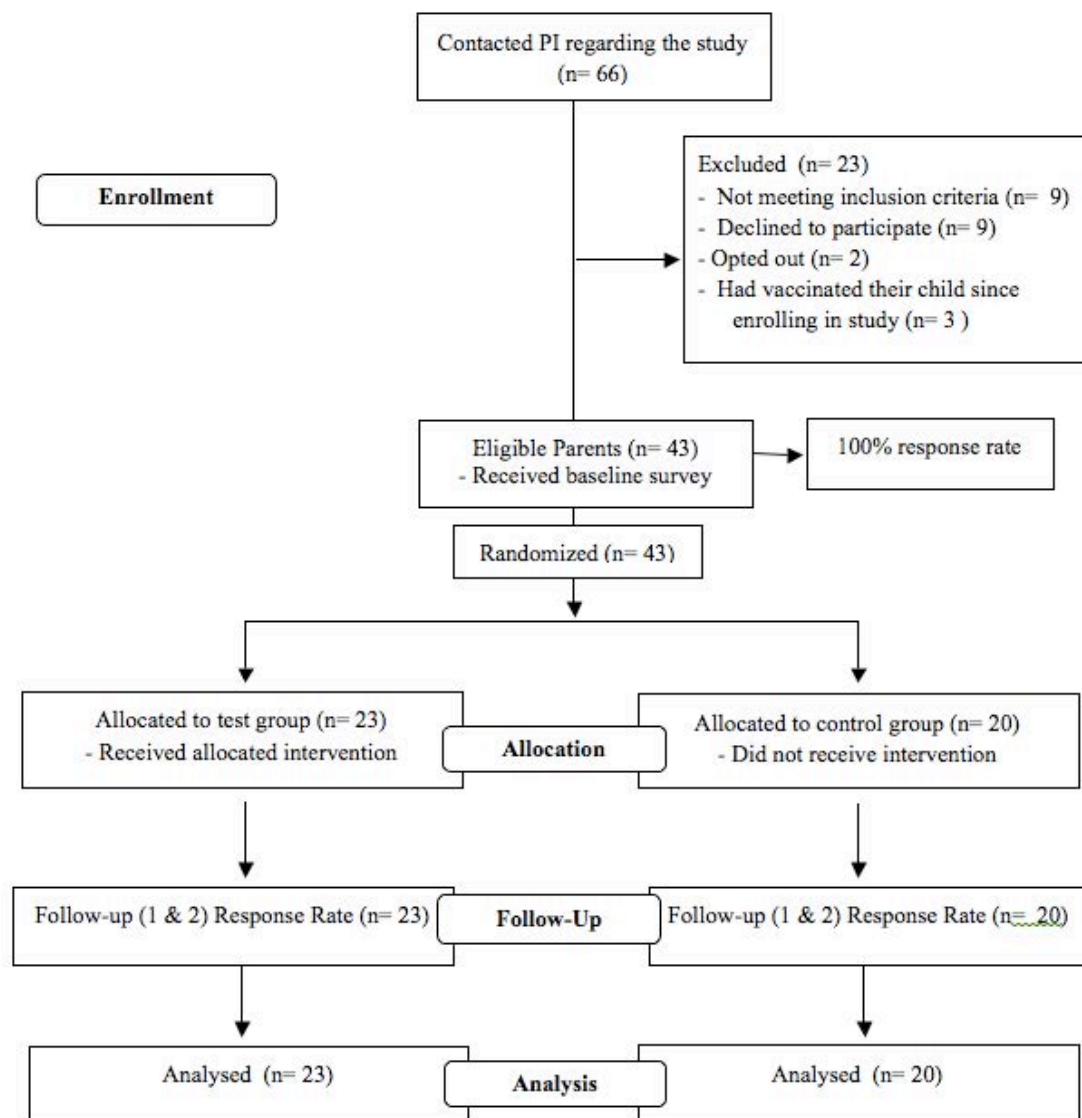 Contacted PI regarding the study
(n= 66)
Enrollment
Excluded (n= 23)
- Not meeting inclusion criteria (n= 9)
- Declined to participate (n= 9)
- Opted out (n= 2)
- Had vaccinated their child since
enrolling in study (n= 3 )
Eligible Parents (n= 43)
- Received baseline survey
100% response rate
Randomized (n= 43)
Allocated to test group (n= 23)
- Received allocated intervention
Allocation
Allocated to control group (n= 20)
- Did not receive intervention
Follow-up (1 & 2) Response Rate (n= 23)
Follow-Up
Follow-up (1 & 2) Response Rate (n= 20)
Analysed (n= 23)
Analysis
Analysed (n= 20)